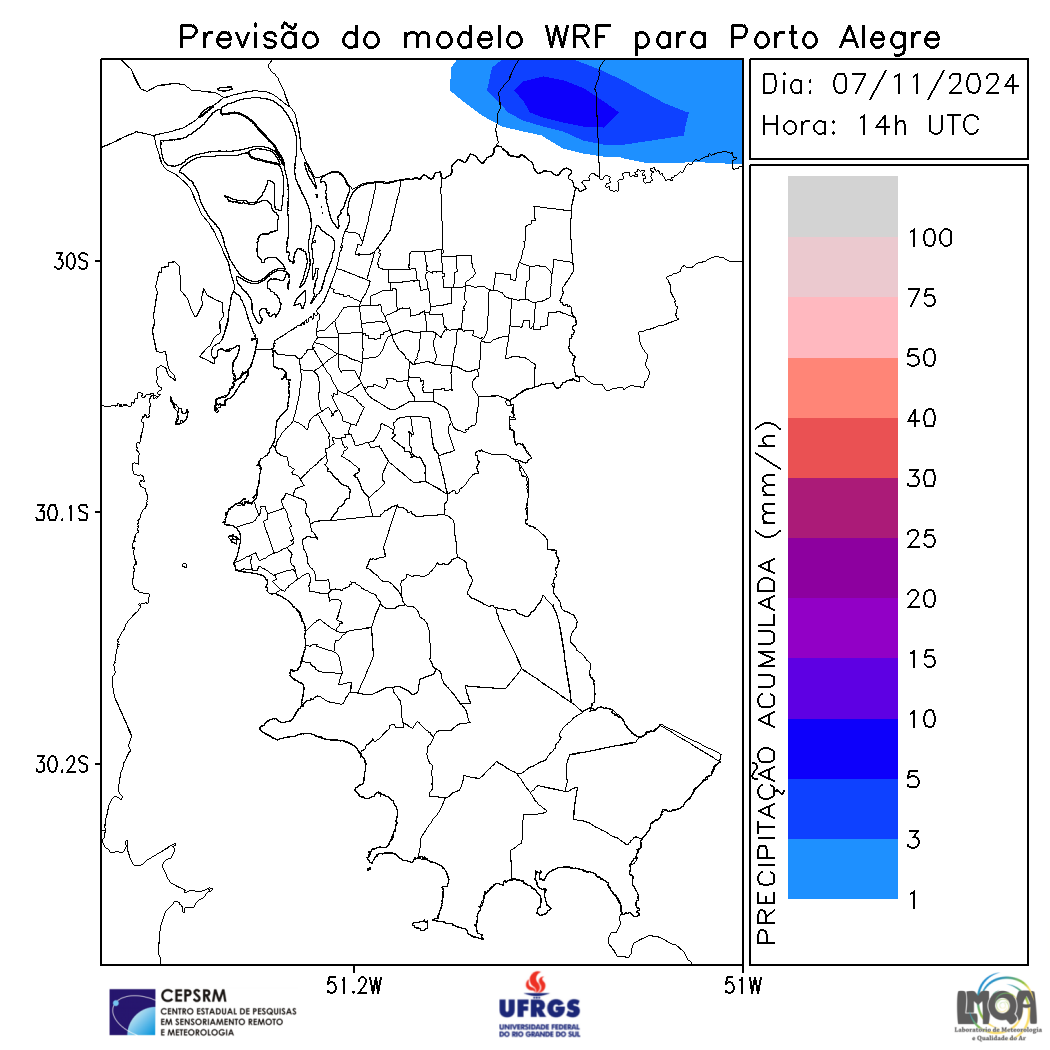 Previsão do modelo WRF para Porto Alegre
Dia: 07/11/2024
Hora: 14h UTC
30S
30.1S
30.2S
51.2W
51W
PRECIPITAÇÃO ACUMULADA (mm/h)
100
75
50
40
30
25
20
15
10
5
3
1
CEPSRM
CENTRO ESTADUAL DE PESQUISAS
EM SENSORIAMENTO REMOTO
E METEOROLOGIA
UFRGS
UNIVERSIDADE FEDERAL
DO RIO GRANDE DO SUL
LMQA
Laboratório de Meteorologia
e Qualidade do Ar